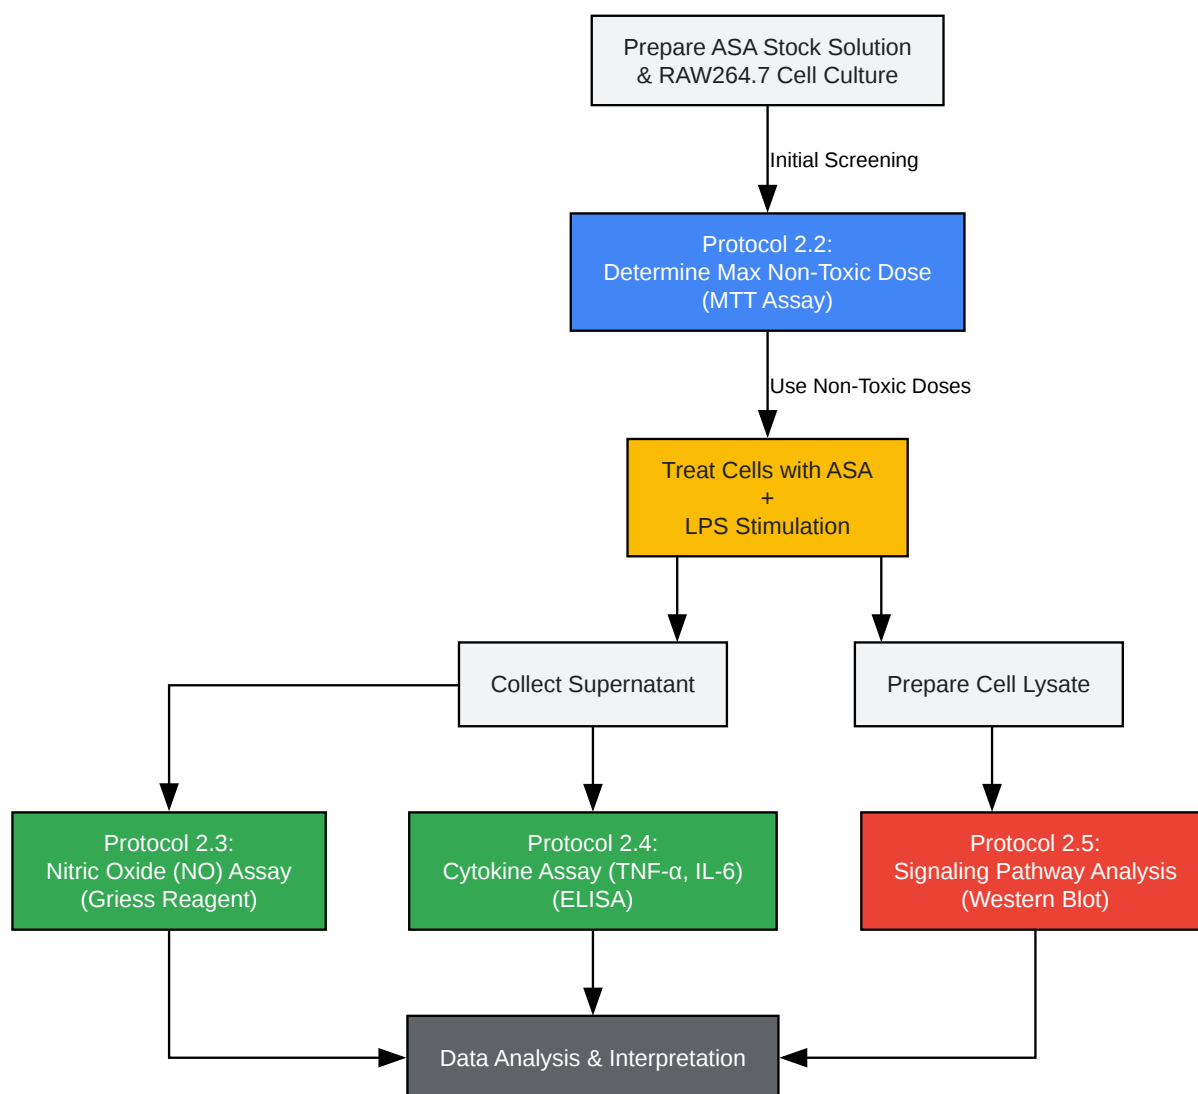 Prepare ASA Stock Solution
& RAW264.7 Cell Culture
Initial Screening
Protocol 2.2:
Determine Max Non-Toxic Dose
(MTT Assay)
Use Non-Toxic Doses
Treat Cells with ASA
+
LPS Stimulation
Collect Supernatant
Prepare Cell Lysate
Protocol 2.3:
Nitric Oxide (NO) Assay
(Griess Reagent)
Protocol 2.4:
Cytokine Assay (TNF-α, IL-6)
(ELISA)
Protocol 2.5:
Signaling Pathway Analysis
(Western Blot)
Data Analysis & Interpretation